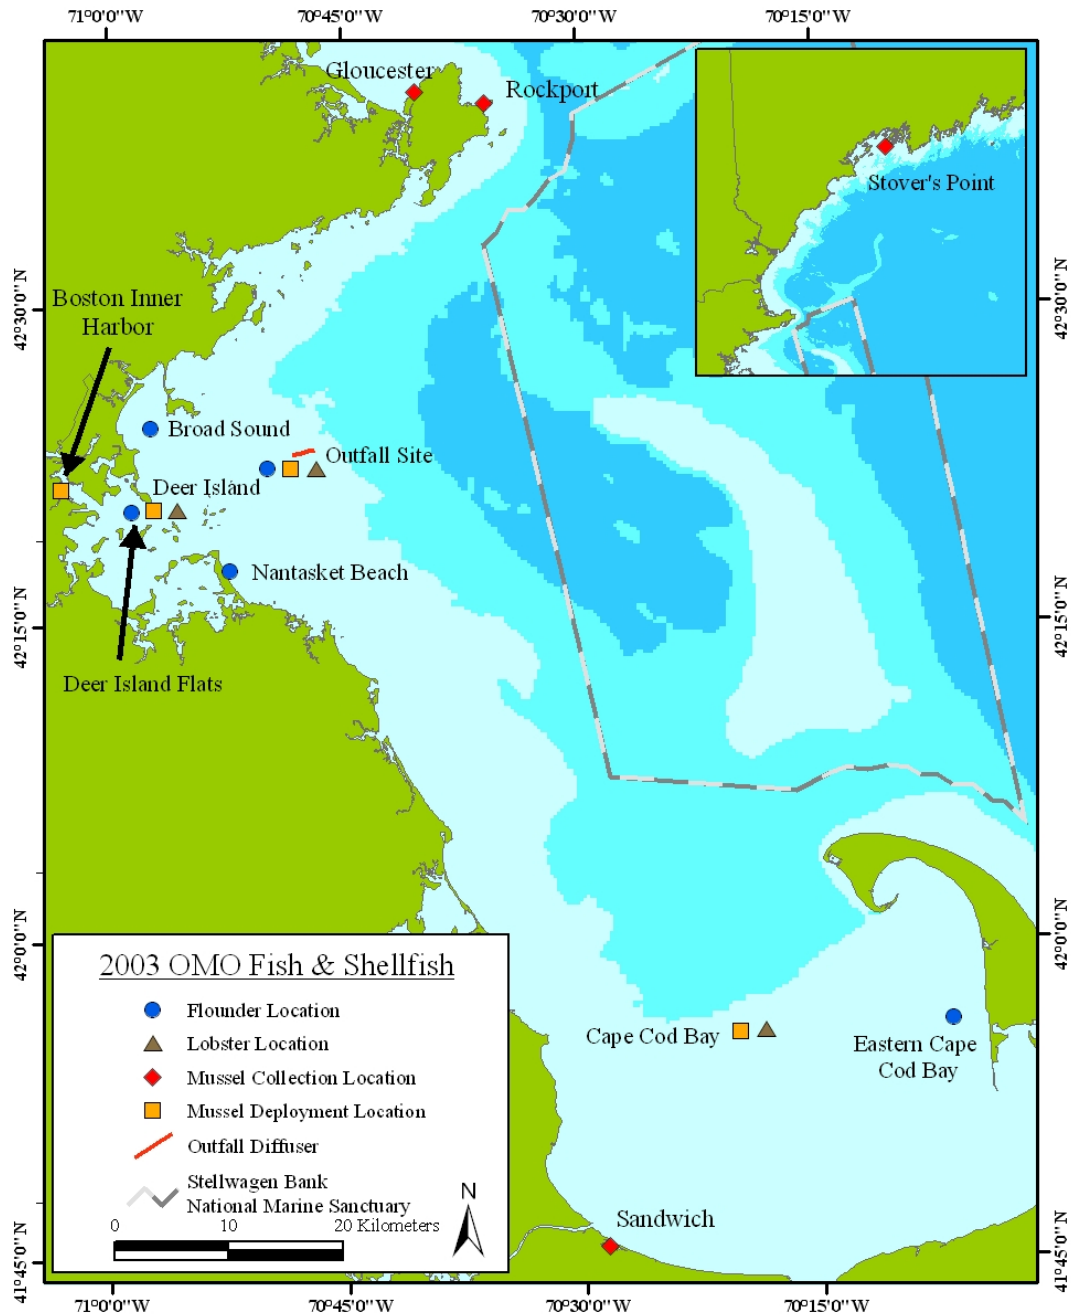 71°0'0"W 70°45'0"W 70°30'0"W 70°15'0"W
Gloucester
Rockport
Stover's Point
42°30'0"N
42°30'0"N
Boston Inner
Harbor
Broad Sound
Outfall Site
Deer Island
Nantasket Beach
42°15'0"N
42°15'0"N
Deer Island Flats
42°0'0"N
42°0'0"N
2003 OMO Fish & Shellfish
Flounder Location
Lobster Location
Mussel Collection Location
Mussel Deployment Location
Outfall Diffuser
Stellwagen Bank
National Marine Sanctuary
N
0 10 20 Kilometers
Cape Cod Bay
Eastern Cape
Cod Bay
Sandwich
41°45'0"N
41°45'0"N
71°0'0"W 70°45'0"W 70°30'0"W 70°15'0"W